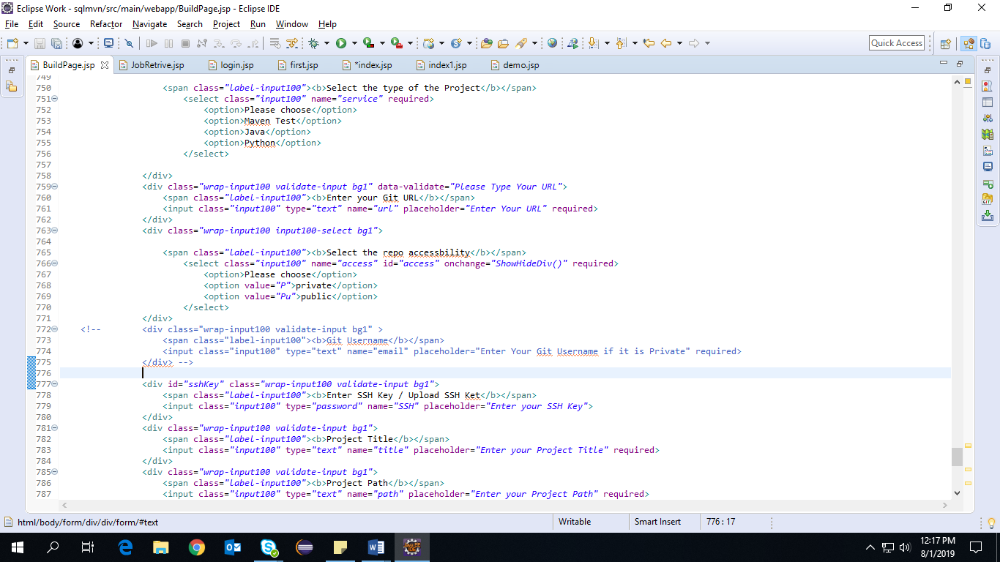 Eclipse Work - sqlmvn/src/main/webapp/BuildPage.jsp - Eclipse IDE
File Edit Source Refactor Navigate Search Project Run Window Help
Quick Access
BuildPage.jsp JobRetrive.jsp login.jsp first.jsp *index.jsp index1.jsp demo.jsp
749
750 <span class="label-input100"><b>Select the type of the Project</b></span>
751 <select class="input100" name="service" required>
752 <option>Please choose</option>
753 <option>Maven Test</option>
754 <option>Java</option>
755 <option>Python</option>
756 </select>
757
758 </div>
759 <div class="wrap-input100 validate-input bg1" data-validate="Please Type Your URL">
760 <span class="label-input100"><b>Enter your Git URL</b></span>
761 <input class="input100" type="text" name="url" placeholder="Enter Your URL" required>
762 </div>
763 <div class="wrap-input100 input100-select bg1">
764
765 <span class="label-input100"><b>Select the repo accessbility</b></span>
766 <select class="input100" name="access" id="access" onchange="ShowHideDiv()" required>
767 <option>Please choose</option>
768 <option value="P">private</option>
769 <option value="Pu">public</option>
770 </select>
771 </div>
772 <!-- <div class="wrap-input100 validate-input bg1" >
773 <span class="label-input100"><b>Git Username</b></span>
774 <input class="input100" type="text" name="email" placeholder="Enter Your Git Username if it is Private" required>
775 </div> -->
776
777 <div id="sshKey" class="wrap-input100 validate-input bg1">
778 <span class="label-input100"><b>Enter SSH Key / Upload SSH Ket</b></span>
779 <input class="input100" type="password" name="SSH" placeholder="Enter your SSH Key">
780 </div>
781 <div class="wrap-input100 validate-input bg1">
782 <span class="label-input100"><b>Project Title</b></span>
783 <input class="input100" type="text" name="title" placeholder="Enter your Project Title" required>
784 </div>
785 <div class="wrap-input100 validate-input bg1">
786 <span class="label-input100"><b>Project Path</b></span>
787 <input class="input100" type="text" name="path" placeholder="Enter your Project Path" required>
html/body/form/div/div/form/#text Writable Smart Insert 776 : 17
12:17 PM
8/1/2019